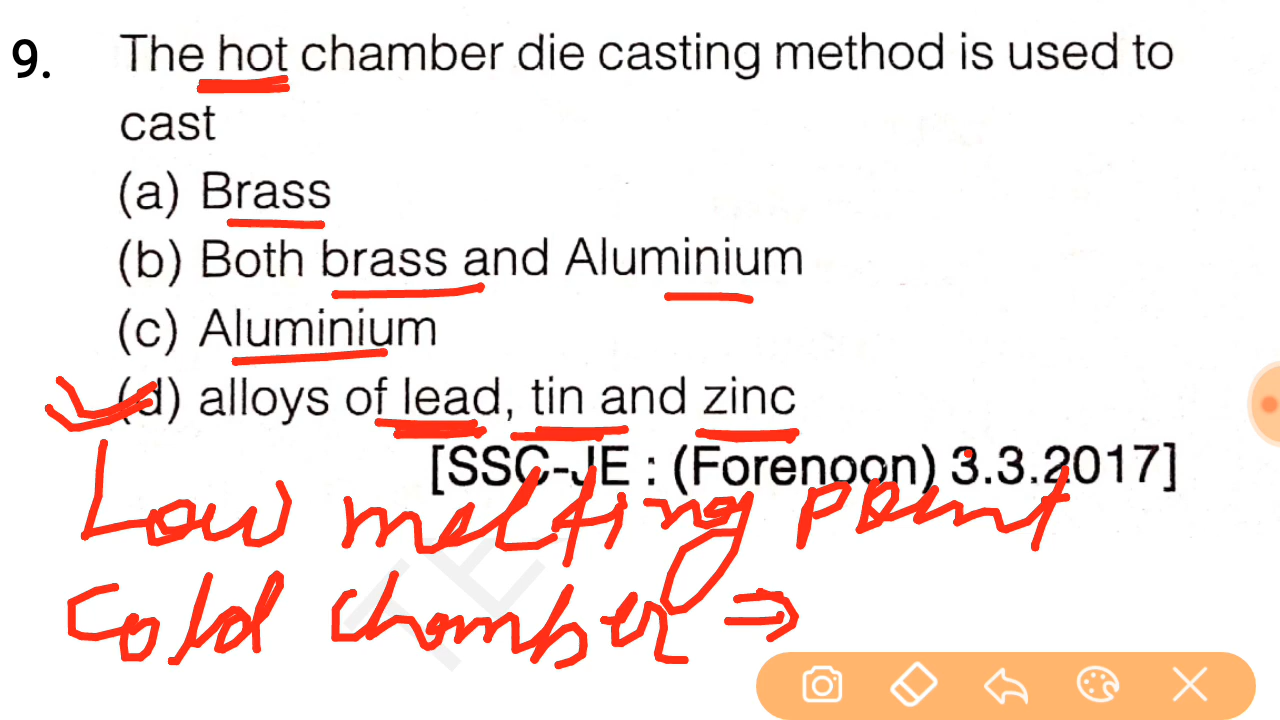 9. The hot chamber die casting method is used to
cast
(a) Brass
(b) Both brass and Aluminium
(c) Aluminium
(d) alloys of lead, tin and zinc
[SSC-JE : (Forenoon) 3.3.2017]
Low melting point
Cold chamber ⇒